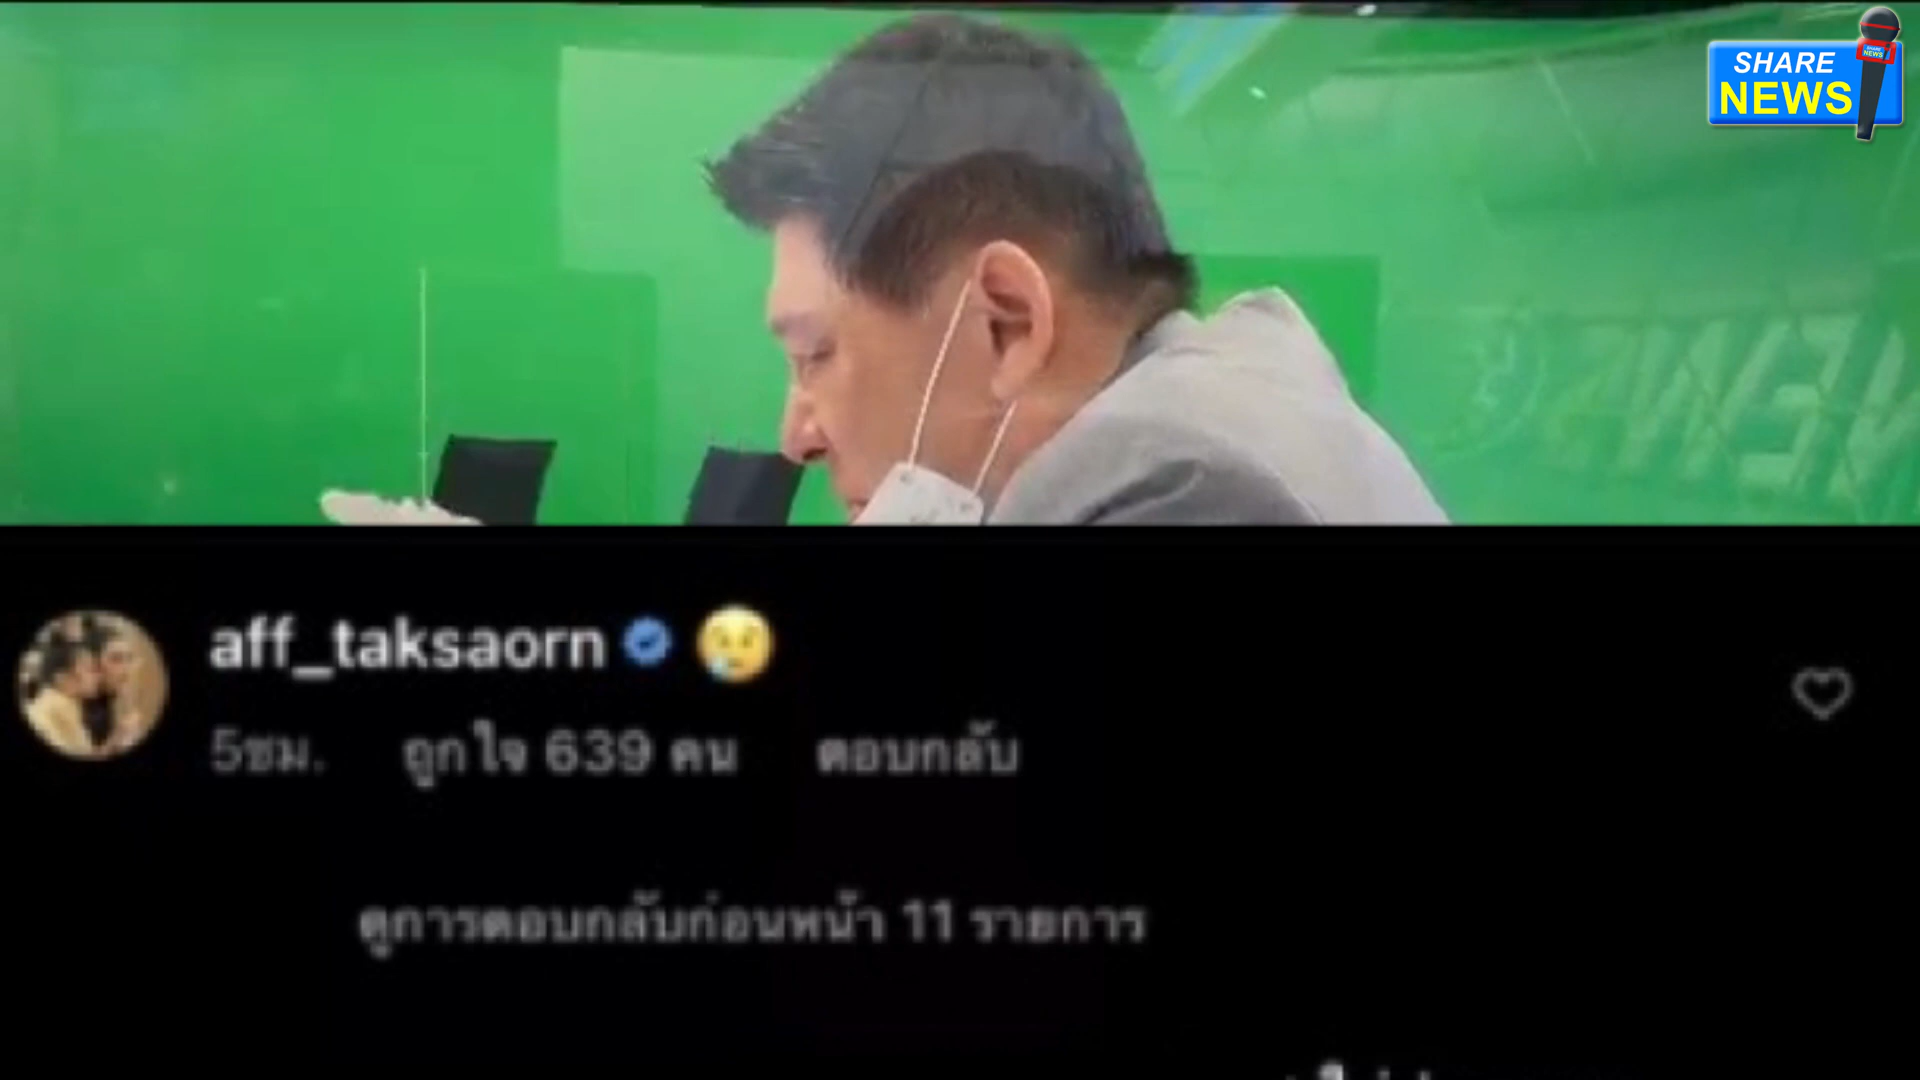 SHARE
NEWS
NEWS
aff_taksaorn
5ชม. ถูกใจ 639 คน ตอบกลับ
ดูการตอบกลับก่อนหน้า 11 รายการ